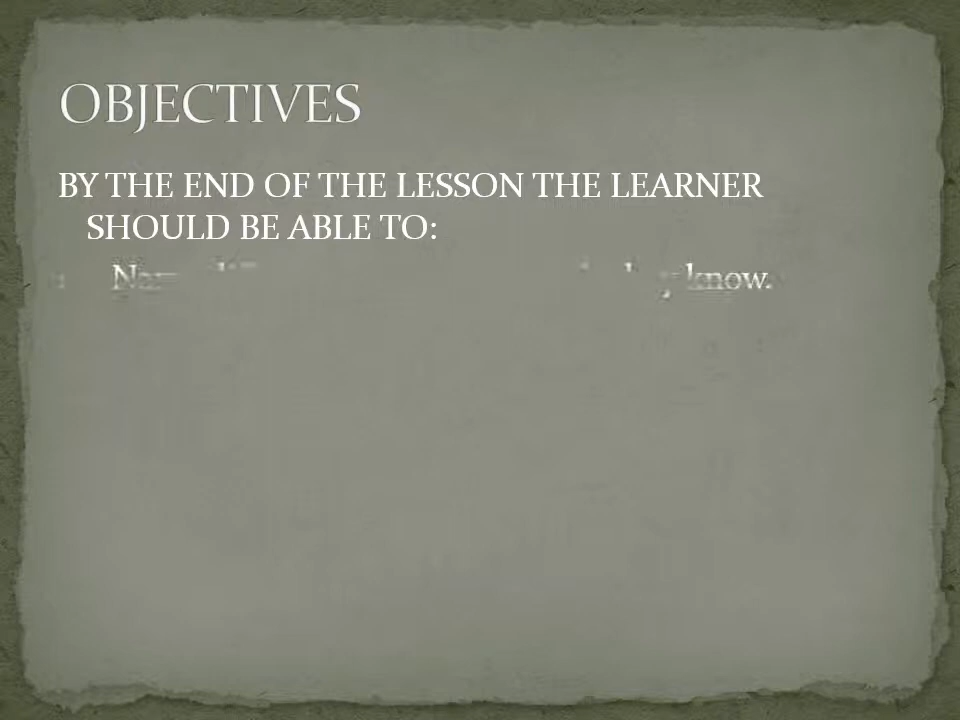 OBJECTIVES
BY THE END OF THE LESSON THE LEARNER
SHOULD BE ABLE TO:
know.